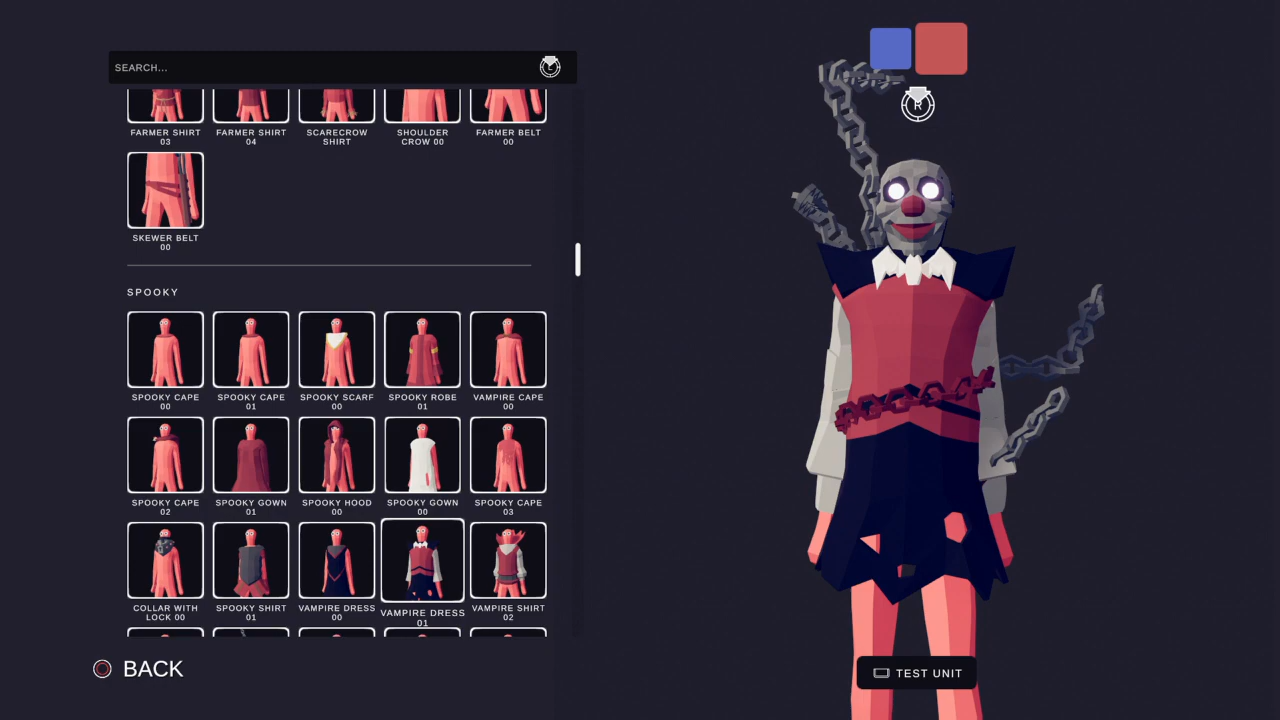 SEARCH...
L
R
FARMER SHIRT 03
FARMER SHIRT 04
SCARECROW SHIRT
SHOULDER CROW 00
FARMER BELT 00
SKEWER BELT 00
SPOOKY
SPOOKY CAPE 00
SPOOKY CAPE 01
SPOOKY SCARF 00
SPOOKY ROBE 01
VAMPIRE CAPE 00
SPOOKY CAPE 02
SPOOKY GOWN 01
SPOOKY HOOD 00
SPOOKY GOWN 00
SPOOKY CAPE 03
COLLAR WITH LOCK 00
SPOOKY SHIRT 01
VAMPIRE DRESS 00
VAMPIRE DRESS 01
VAMPIRE SHIRT 02
BACK
TEST UNIT